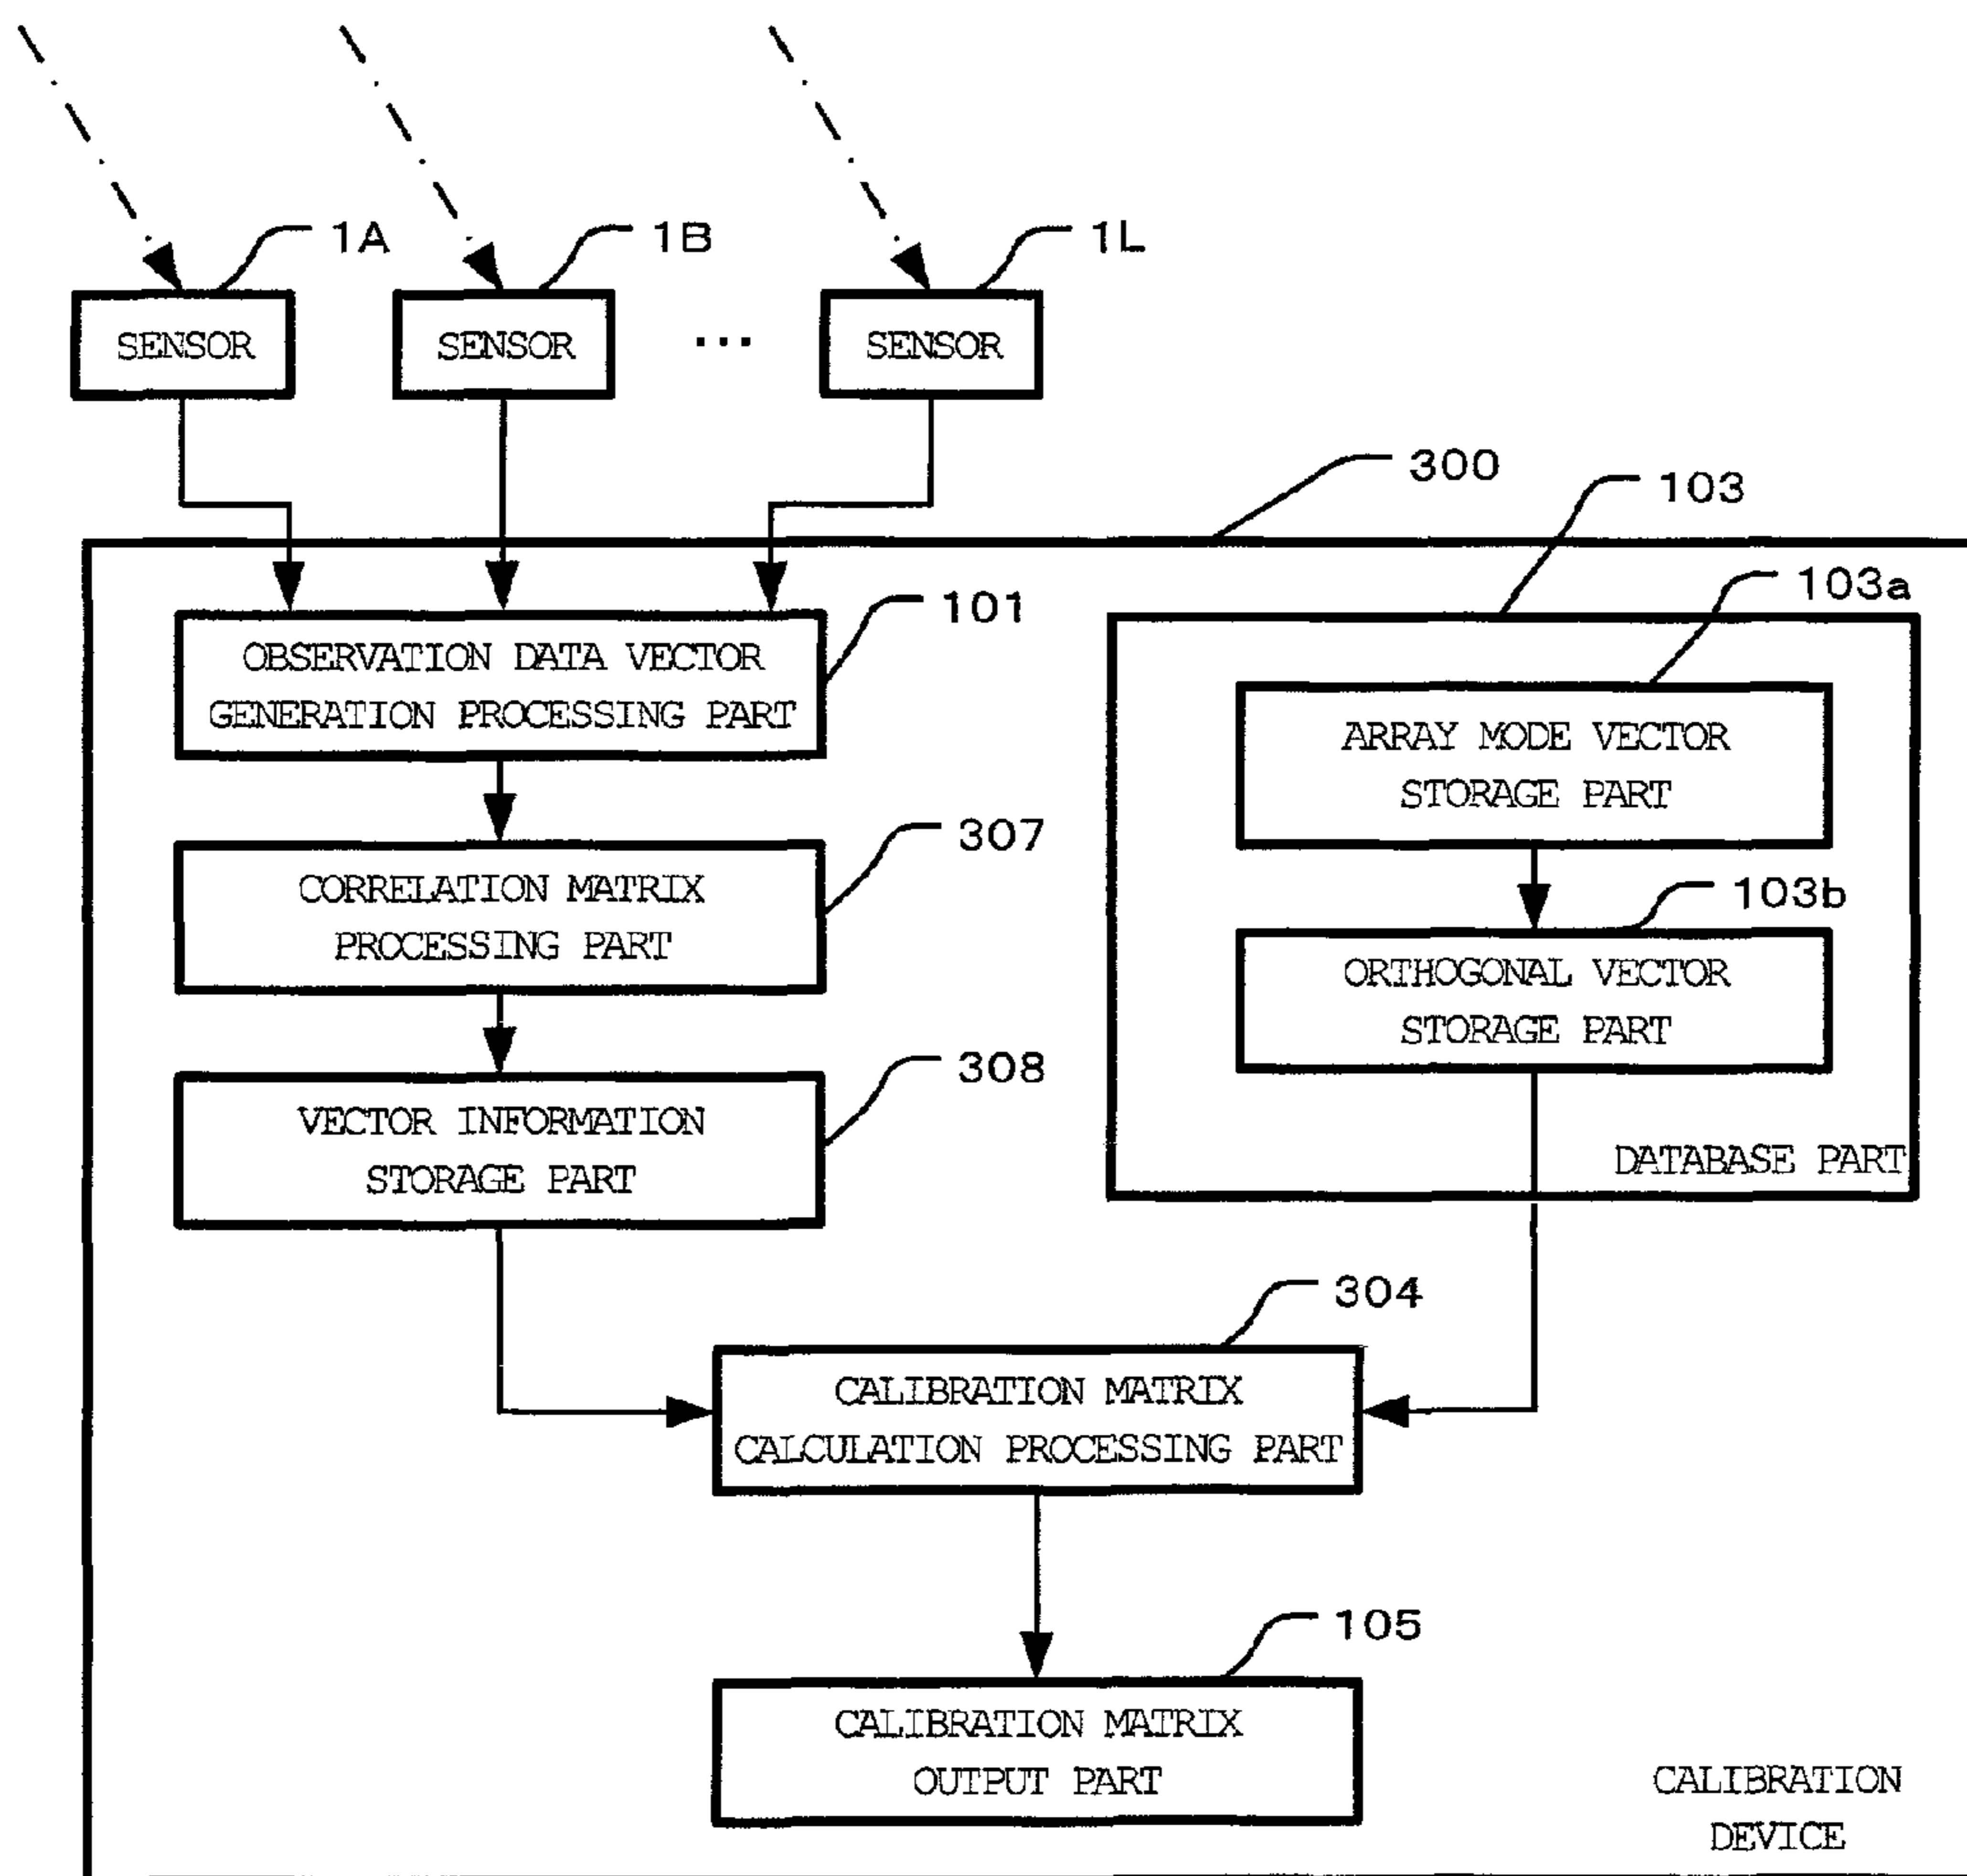 1A
1B
1L
SENSOR
SENSOR
...
SENSOR
300
103
103a
101
OBSERVATION DATA VECTOR
GENERATION PROCESSING PART
ARRAY MODE VECTOR
STORAGE PART
307
CORRELATION MATRIX
PROCESSING PART
103b
ORTHOGONAL VECTOR
STORAGE PART
308
VECTOR INFORMATION
STORAGE PART
DATABASE PART
304
CALIBRATION MATRIX
CALCULATION PROCESSING PART
105
CALIBRATION MATRIX
OUTPUT PART
CALIBRATION
DEVICE